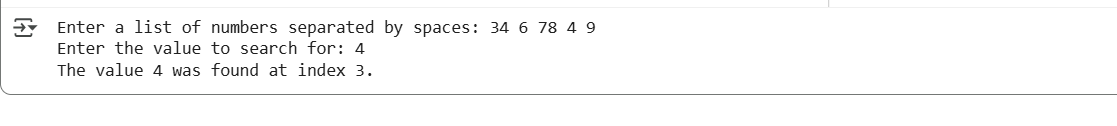 Enter a list of numbers separated by spaces: 34 6 78 4 9
Enter the value to search for: 4
The value 4 was found at index 3.